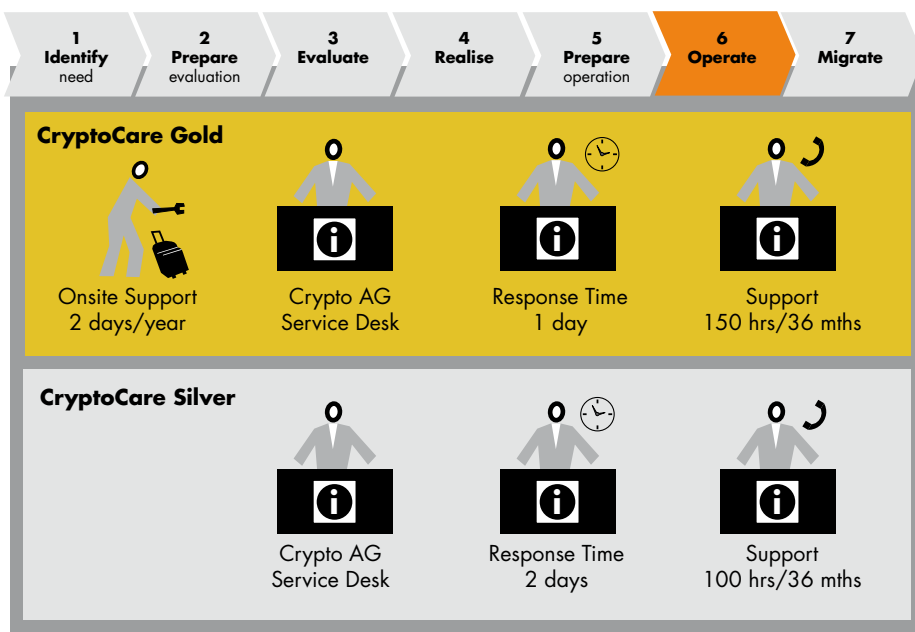 1
Identify
need
2
Prepare
evaluation
3
Evaluate
4
Realise
5
Prepare
operation
6
Operate
7
Migrate
CryptoCare Gold
i
i
i
Onsite Support
2 days/year
Crypto AG
Service Desk
Response Time
1 day
Support
150 hrs/36 mths
CryptoCare Silver
i
i
i
Crypto AG
Service Desk
Response Time
2 days
Support
100 hrs/36 mths